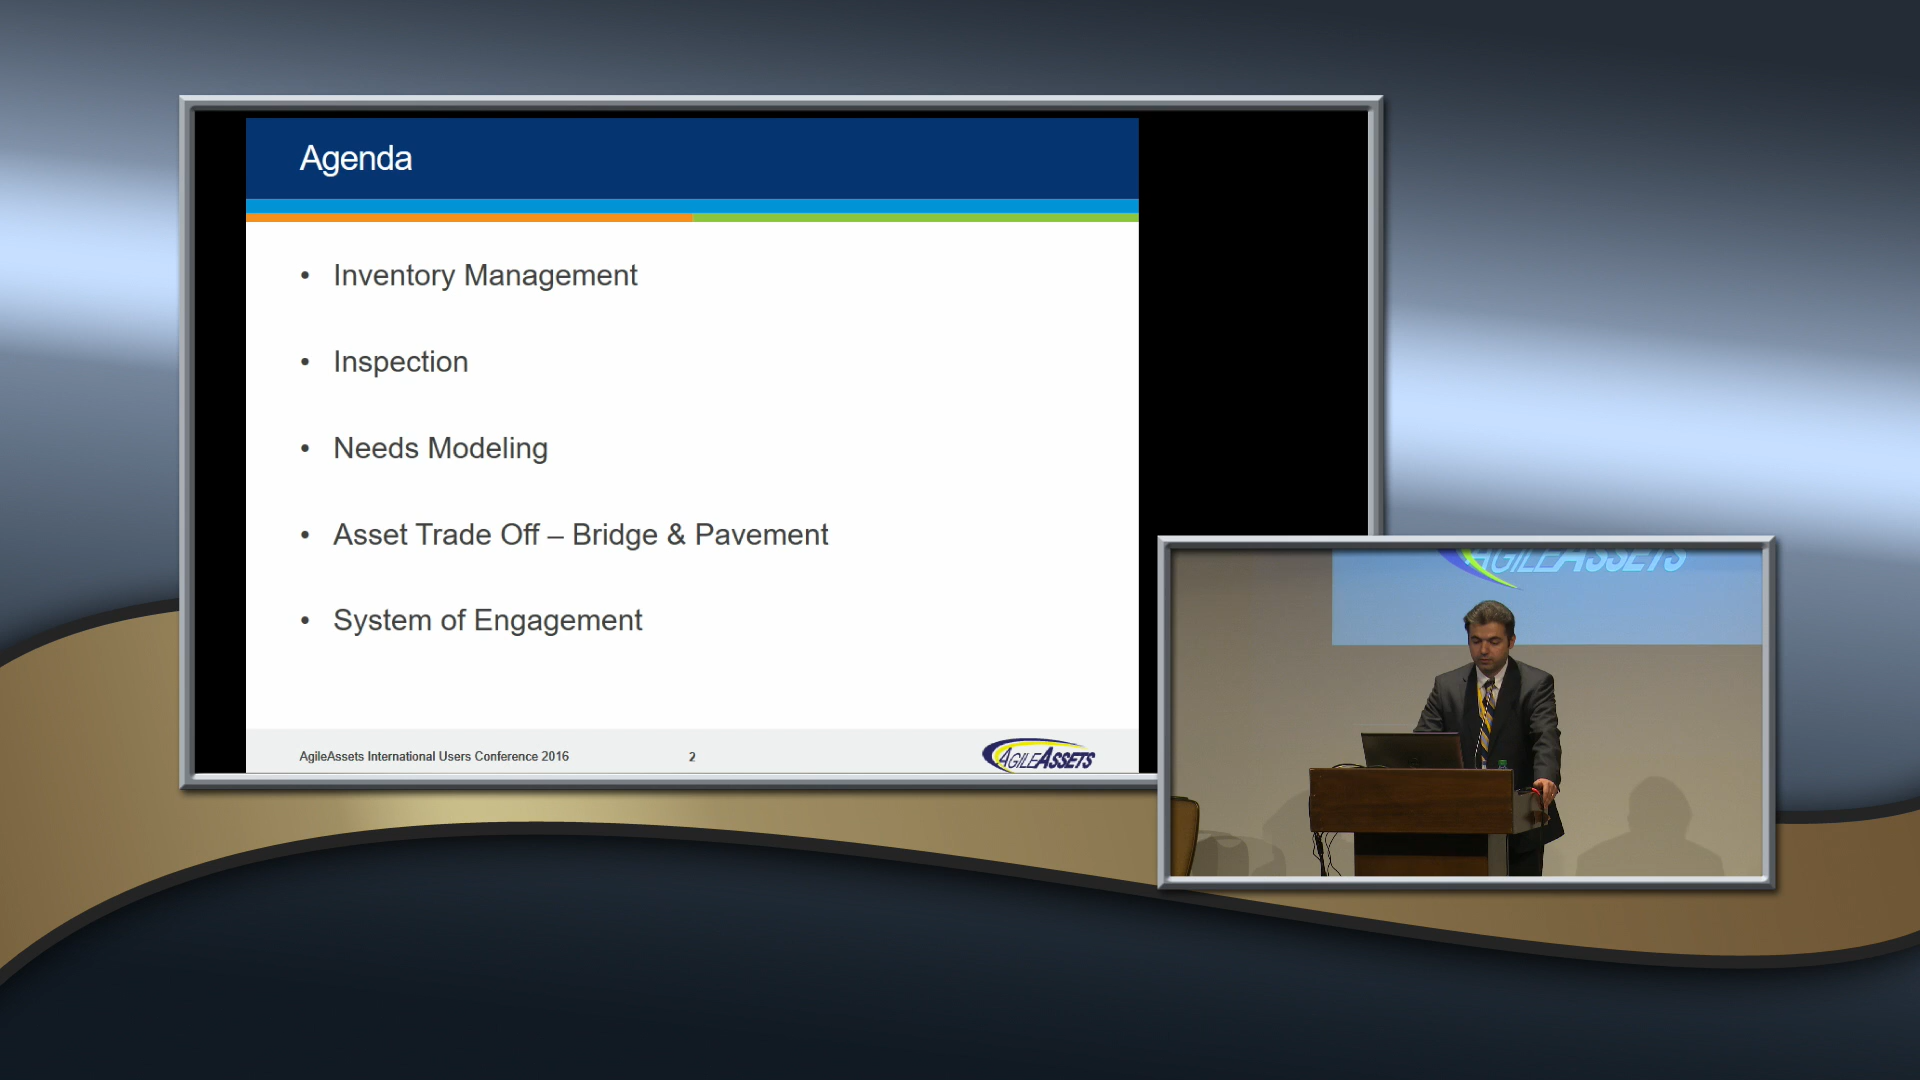 Agenda
• Inventory Management
• Inspection
• Needs Modeling
• Asset Trade Off – Bridge & Pavement
• System of Engagement
AgileAssets International Users Conference 2016
2
AGILEASSETS
AGILEASSETS